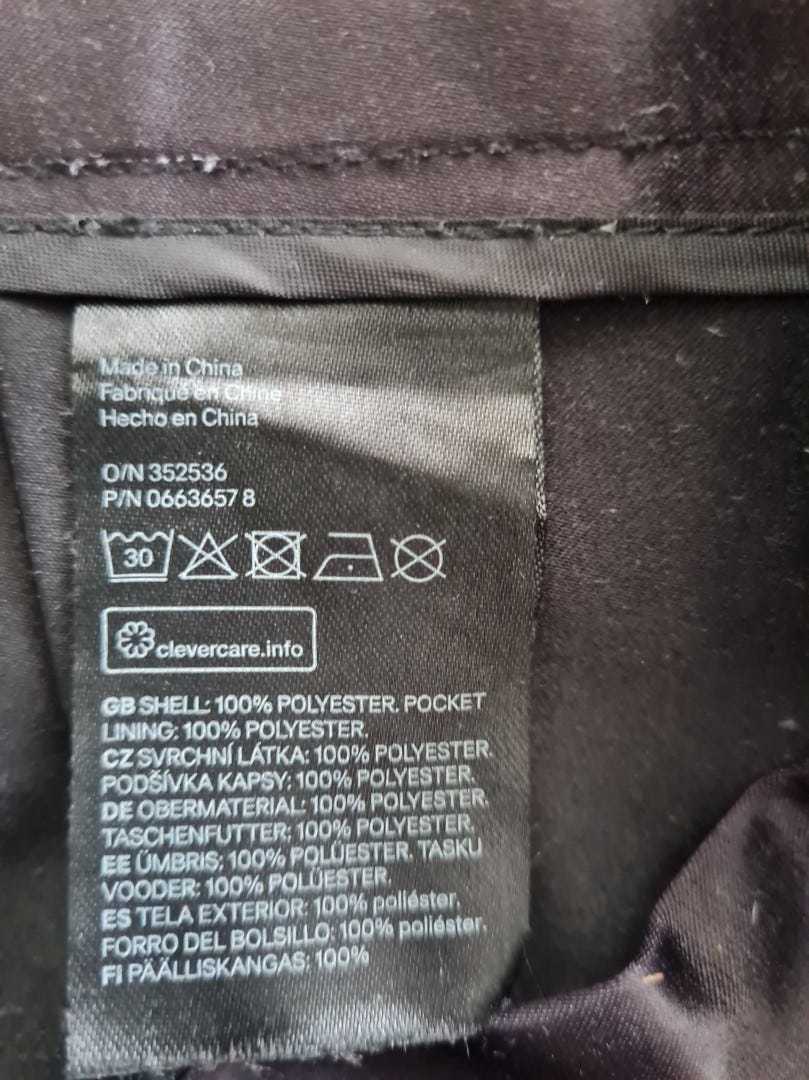 Made in China
Fabriqué en Chine
Hecho en China
O/N 352536
P/N 0663657 8
30
clevercare.info
GB SHELL: 100% POLYESTER. POCKET
LINING: 100% POLYESTER.
CZ SVRCHNÍ LÁTKA: 100% POLYESTER.
PODŠÍVKA KAPSY: 100% POLYESTER.
DE OBERMATERIAL: 100% POLYESTER.
TASCHENFUTTER: 100% POLYESTER.
EE ÜMBRIS: 100% POLÜESTER. TASKU
VOODER: 100% POLÜESTER.
ES TELA EXTERIOR: 100% poliéster.
FORRO DEL BOLSILLO: 100% poliéster.
FI PÄÄLLISKANGAS: 100%